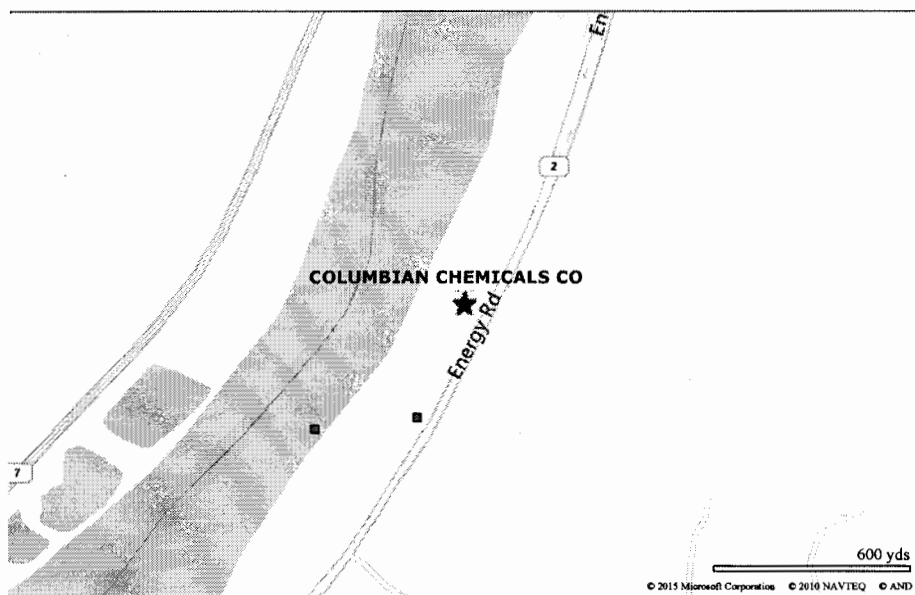 En
2
COLUMBIAN CHEMICALS CO
Energy Rd
7
600 yds
© 2015 Microsoft Corporation © 2010 NAVTEQ © AND